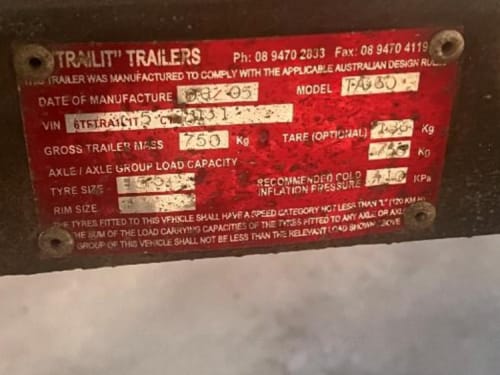 "TRAILIT" TRAILERS Ph: 08 9470 2833 Fax: 08 9470 4119
THIS TRAILER WAS MANUFACTURED TO COMPLY WITH THE APPLICABLE AUSTRALIAN DESIGN RULES
DATE OF MANUFACTURE 05 MODEL
VIN
GROSS TRAILER MASS 750 Kg TARE (OPTIONAL) Kg
AXLE / AXLE GROUP LOAD CAPACITY Kg
TYRE SIZE RECOMMENDED COLD INFLATION PRESSURE KPa
RIM SIZE
THE TYRES FITTED TO THIS VEHICLE SHALL HAVE A SPEED CATEGORY NOT LESS THAN "L" (120 KM
THE SUM OF THE LOAD CARRYING CAPACITIES OF THE TYRES FITTED TO ANY AXLE OR AXLE
GROUP OF THIS VEHICLE SHALL NOT BE LESS THAN THE RELEVANT LOAD SHOWN ABOVE